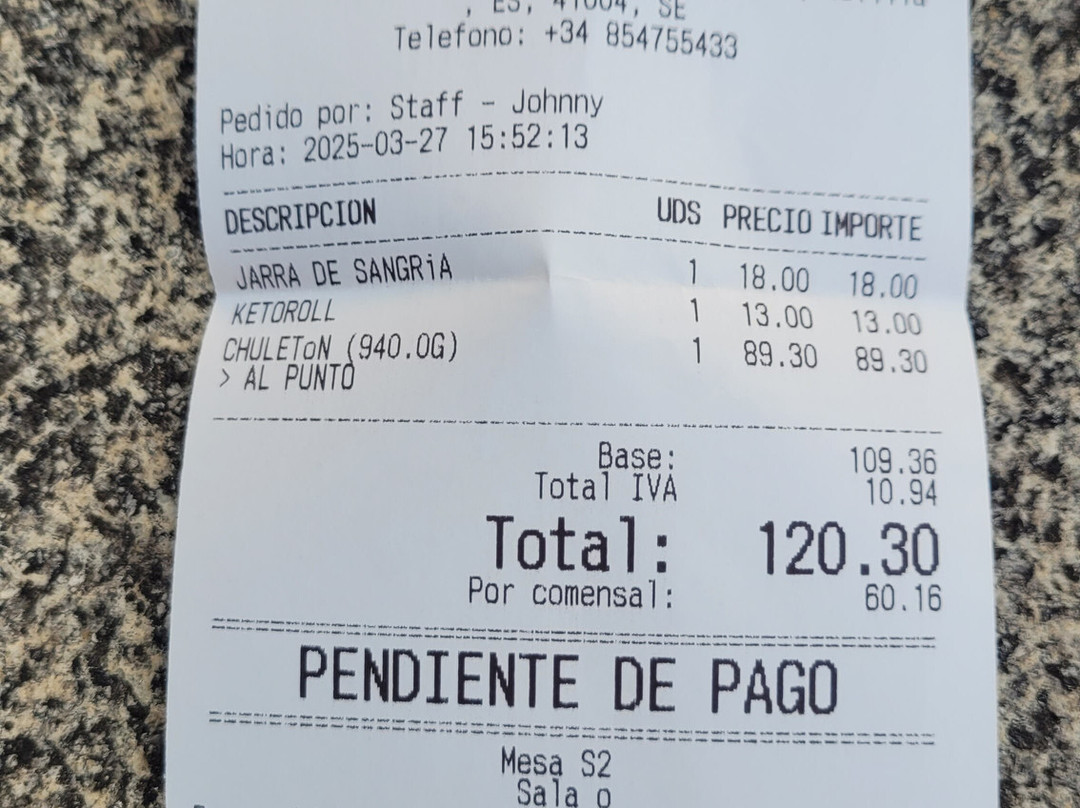 , ES, 41004, SE
Telefono: +34 854755433
Pedido por: Staff - Johnny
Hora: 2025-03-27 15:52:13
DESCRIPCION UDS PRECIO IMPORTE
JARRA DE SANGRiA 1 18.00 18.00
KETOROLL 1 13.00 13.00
CHULEToN (940.0G) 1 89.30 89.30
> AL PUNTO
Base: 109.36
Total IVA 10.94
Total: 120.30
Por comensal: 60.16
PENDIENTE DE PAGO
Mesa S2
Sala o